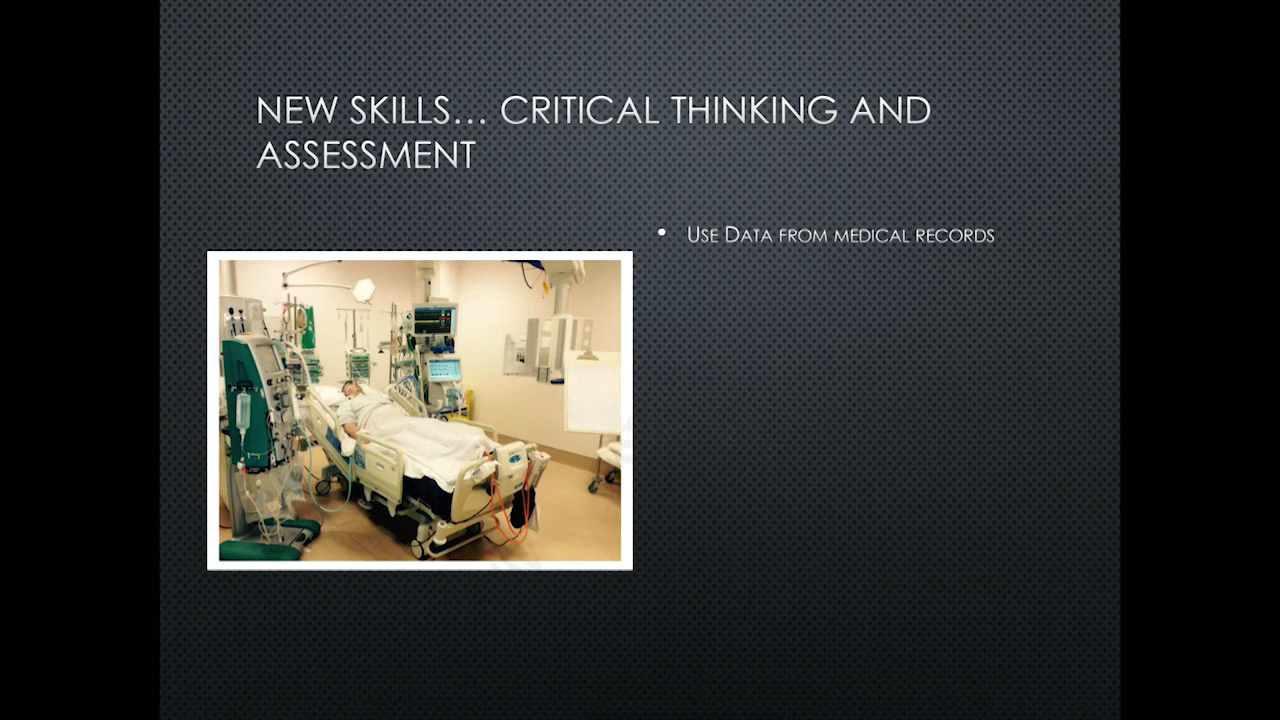 NEW SKILLS... CRITICAL THINKING AND
ASSESSMENT
• USE DATA FROM MEDICAL RECORDS